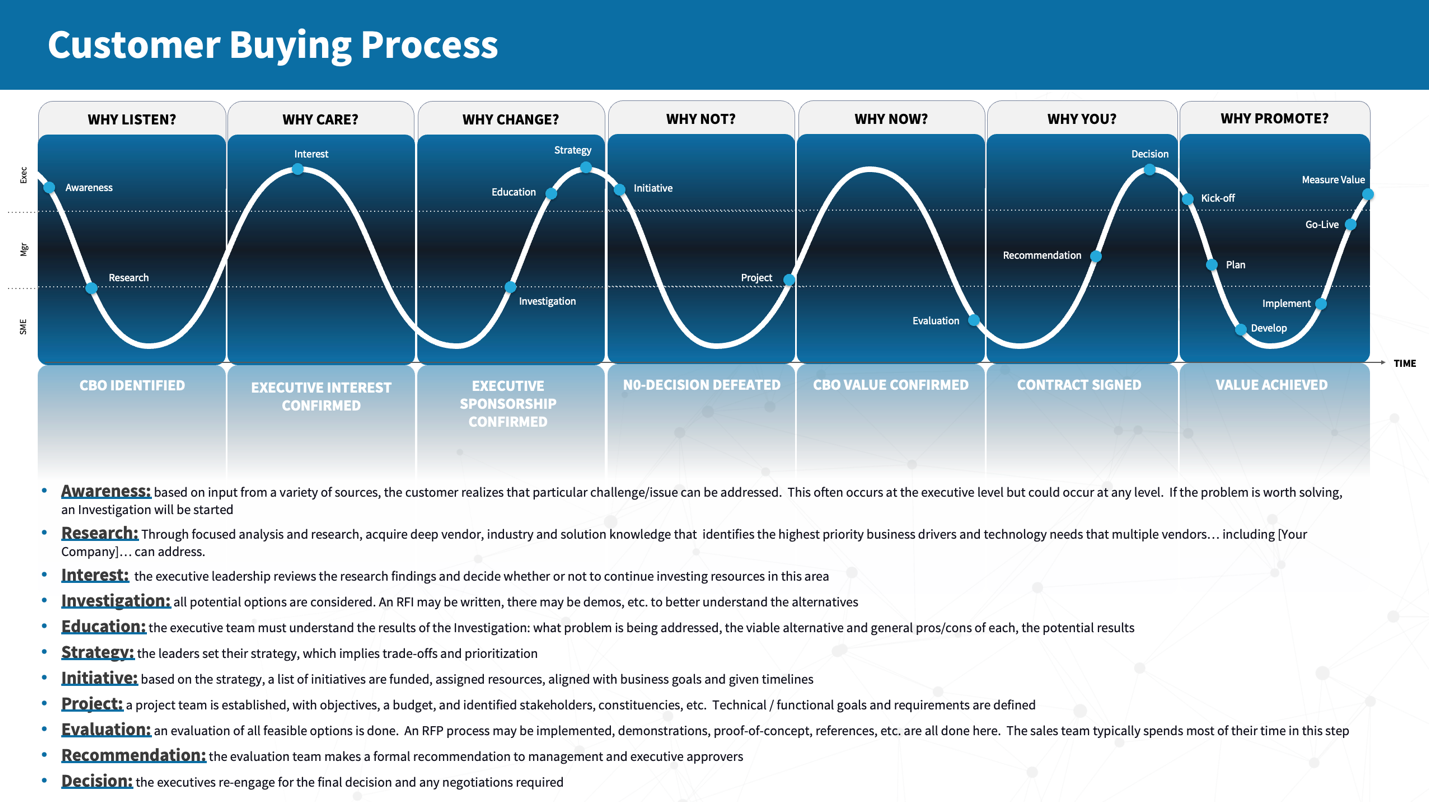 Customer Buying Process
WHY LISTEN?
WHY CARE?
WHY CHANGE?
WHY NOT?
WHY NOW?
WHY YOU?
WHY PROMOTE?
Exec
Mgr
SME
Awareness
Research
Interest
Strategy
Education
Investigation
Initiative
Project
Evaluation
Decision
Recommendation
Measure Value
Kick-off
Go-Live
Plan
Implement
Develop
TIME
CBO IDENTIFIED
EXECUTIVE INTEREST
CONFIRMED
EXECUTIVE
SPONSORSHIP
CONFIRMED
N0-DECISION DEFEATED
CBO VALUE CONFIRMED
CONTRACT SIGNED
VALUE ACHIEVED
• Awareness: based on input from a variety of sources, the customer realizes that particular challenge/issue can be addressed.  This often occurs at the executive level but could occur at any level.  If the problem is worth solving,
an Investigation will be started
• Research: Through focused analysis and research, acquire deep vendor, industry and solution knowledge that  identifies the highest priority business drivers and technology needs that multiple vendors… including [Your
Company]… can address.
• Interest:  the executive leadership reviews the research findings and decide whether or not to continue investing resources in this area
• Investigation: all potential options are considered. An RFI may be written, there may be demos, etc. to better understand the alternatives
• Education: the executive team must understand the results of the Investigation: what problem is being addressed, the viable alternative and general pros/cons of each, the potential results
• Strategy: the leaders set their strategy, which implies trade-offs and prioritization
• Initiative: based on the strategy, a list of initiatives are funded, assigned resources, aligned with business goals and given timelines
• Project: a project team is established, with objectives, a budget, and identified stakeholders, constituencies, etc.  Technical / functional goals and requirements are defined
• Evaluation: an evaluation of all feasible options is done.  An RFP process may be implemented, demonstrations, proof-of-concept, references, etc. are all done here.  The sales team typically spends most of their time in this step
• Recommendation: the evaluation team makes a formal recommendation to management and executive approvers
• Decision: the executives re-engage for the final decision and any negotiations required